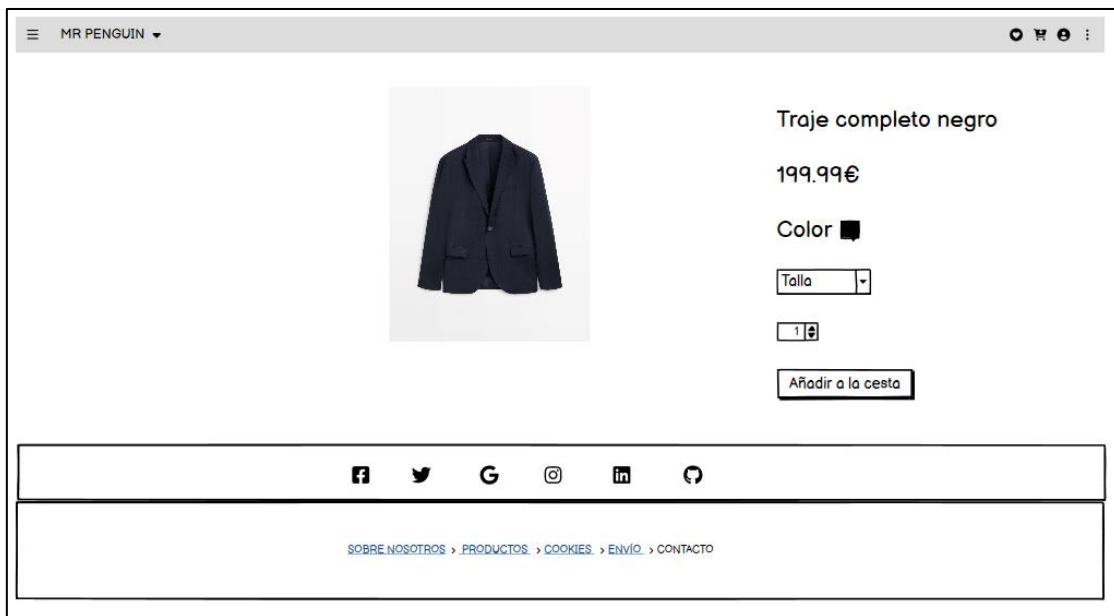 MR PENGUIN
Traje completo negro
199.99€
Color
Talla
1
Añadir a la cesta
SOBRE NOSOTROS > PRODUCTOS > COOKIES > ENVÍO > CONTACTO